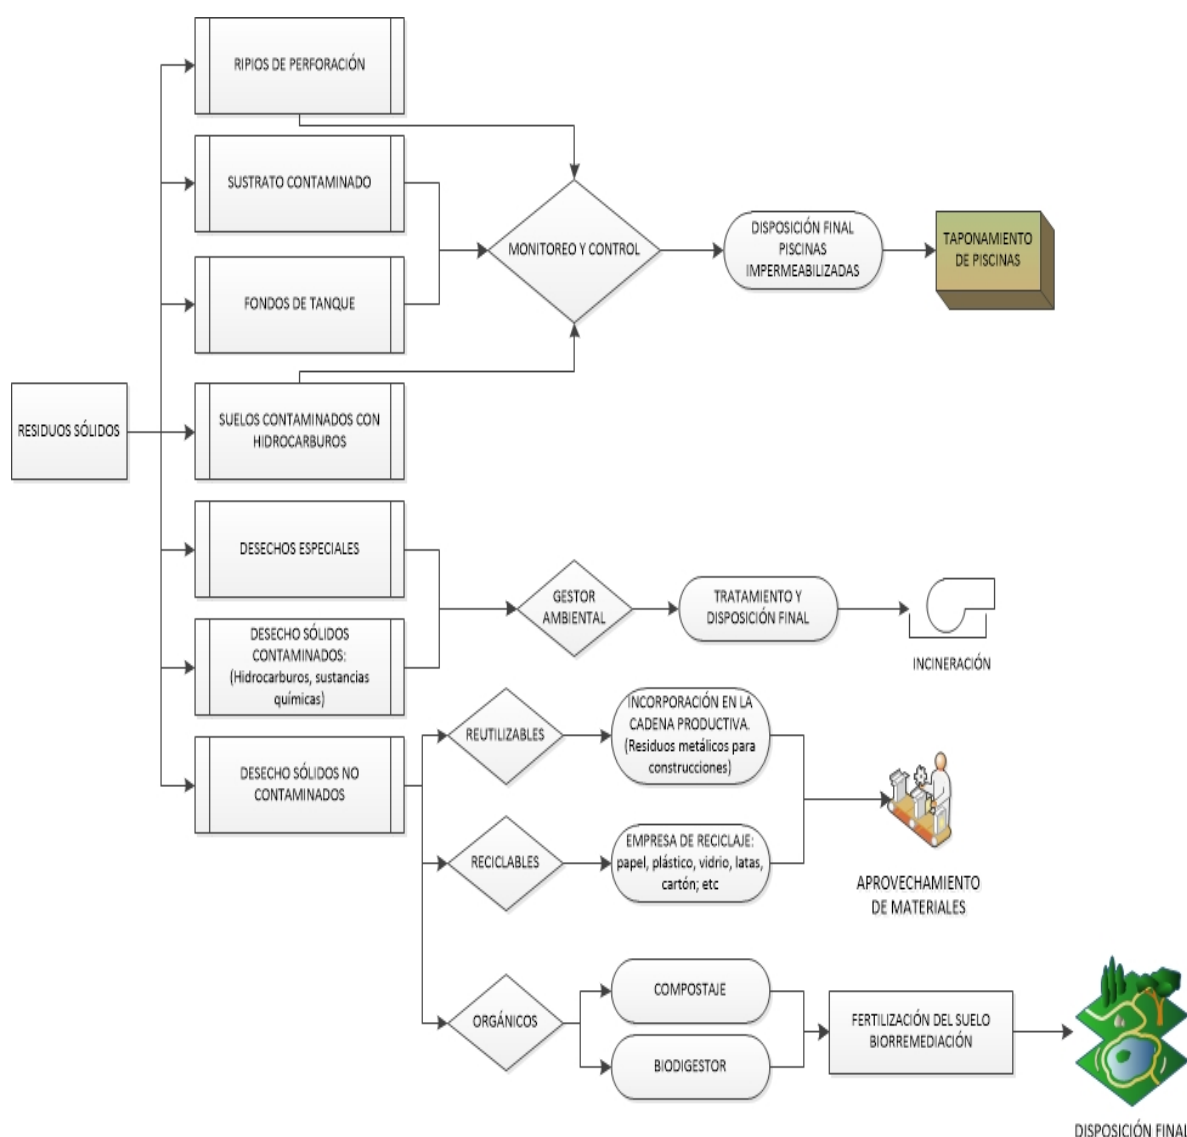 RIPIOS DE PERFORACIÓN
SUSTRATO CONTAMINADO
FONDOS DE TANQUE
MONITOREO Y CONTROL
DISPOSICIÓN FINAL
PISCINAS
IMPERMEABILIZADAS
TAPONAMIENTO
DE PISCINAS
RESIDUOS SÓLIDOS
SUELOS CONTAMINADOS CON
HIDROCARBUROS
DESECHOS ESPECIALES
DESECHO SÓLIDOS
CONTAMINADOS:
(Hidrocarburos, sustancias
químicas)
GESTOR
AMBIENTAL
TRATAMIENTO Y
DISPOSICIÓN FINAL
INCINERACIÓN
DESECHO SÓLIDOS NO
CONTAMINADOS
REUTILIZABLES
INCORPORACIÓN EN LA
CADENA PRODUCTIVA.
(Residuos metálicos para
construcciones)
RECICLABLES
EMPRESA DE RECICLAJE:
papel, plástico, vidrio, latas,
cartón; etc
APROVECHAMIENTO
DE MATERIALES
ORGÁNICOS
COMPOSTAJE
BIODIGESTOR
FERTILIZACIÓN DEL SUELO
BIORREMEDIACIÓN
DISPOSICIÓN FINAL